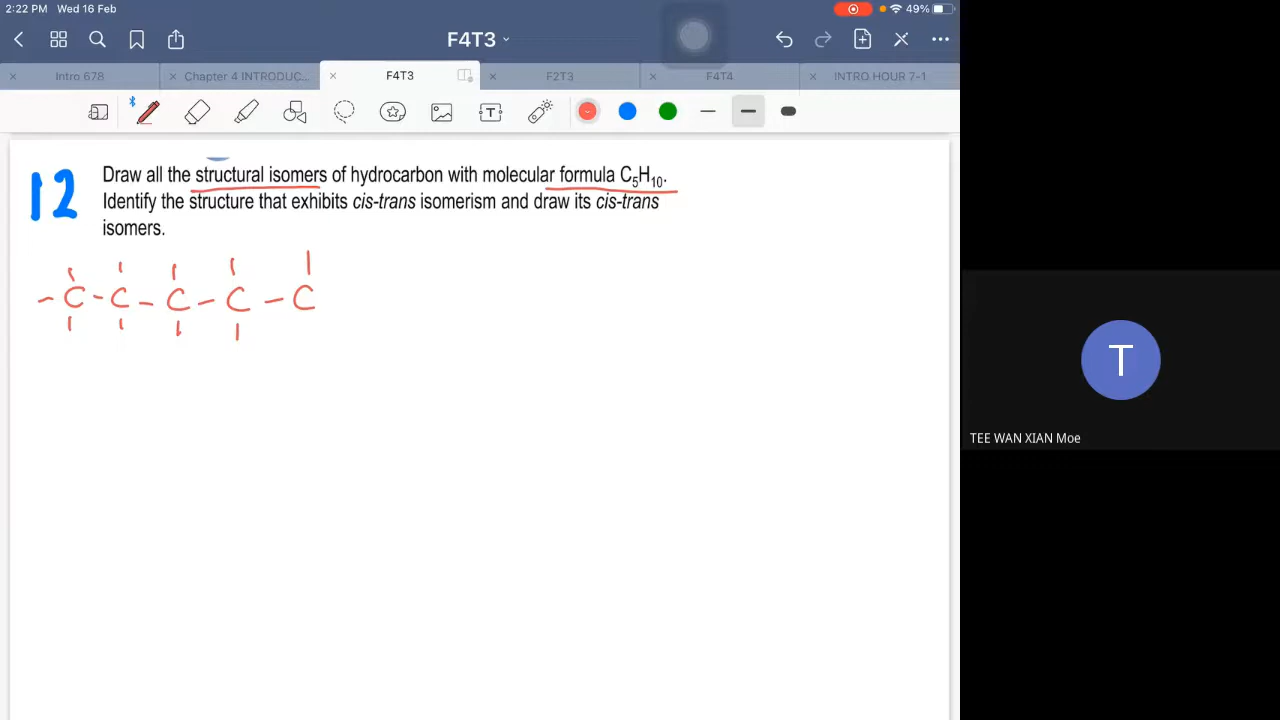 2:22 PM Wed 16 Feb
49%
F4T3
Intro 678
Chapter 4 INTRODUC...
F4T3
F2T3
F4T4
INTRO HOUR 7-1
T
12
Draw all the structural isomers of hydrocarbon with molecular formula C₅H₁₀.
Identify the structure that exhibits cis-trans isomerism and draw its cis-trans
isomers.
- C - C - C - C - C
T
TEE WAN XIAN Moe